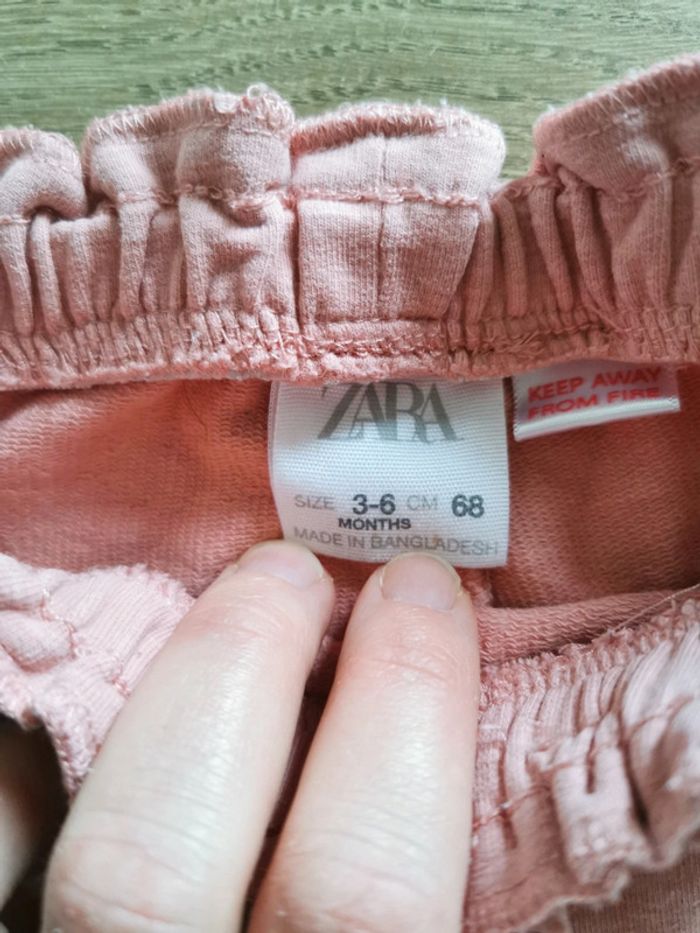 ZARA
SIZE 3-6 CM 68
MONTHS
MADE IN BANGLADESH
KEEP AWAY
FROM FIRE